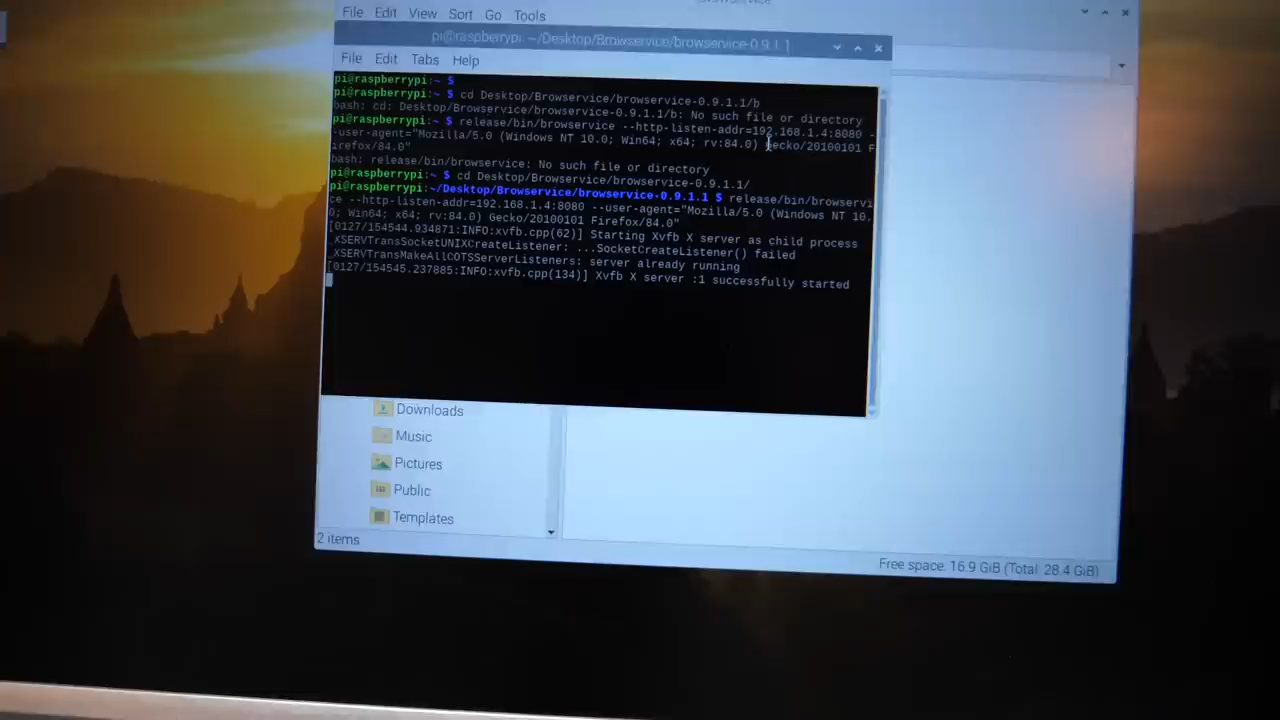 File Edit View Sort Go Tools
pi@raspberrypi: ~/Desktop/Browservice/browservice-0.9.1.1
File Edit Tabs Help
pi@raspberrypi:~ $
pi@raspberrypi:~ $ cd Desktop/Browservice/browservice-0.9.1.1/b
bash: cd: Desktop/Browservice/browservice-0.9.1.1/b: No such file or directory
pi@raspberrypi:~ $ release/bin/browservice --http-listen-addr=192.168.1.4:8080 -
-user-agent="Mozilla/5.0 (Windows NT 10.0; Win64; x64; rv:84.0) Gecko/20100101 F
irefox/84.0"
bash: release/bin/browservice: No such file or directory
pi@raspberrypi:~ $ cd Desktop/Browservice/browservice-0.9.1.1/
pi@raspberrypi:~/Desktop/Browservice/browservice-0.9.1.1 $ release/bin/browservi
ce --http-listen-addr=192.168.1.4:8080 --user-agent="Mozilla/5.0 (Windows NT 10.
0; Win64; x64; rv:84.0) Gecko/20100101 Firefox/84.0"
[0127/154544.934871:INFO:xvfb.cpp(62)] Starting Xvfb X server as child process
_XSERVTransSocketUNIXCreateListener: ...SocketCreateListener() failed
_XSERVTransMakeAllCOTSServerListeners: server already running
[0127/154545.237885:INFO:xvfb.cpp(134)] Xvfb X server :1 successfully started
Downloads
Music
Pictures
Public
Templates
2 items
Free space: 16.9 GiB (Total: 28.4 GiB)